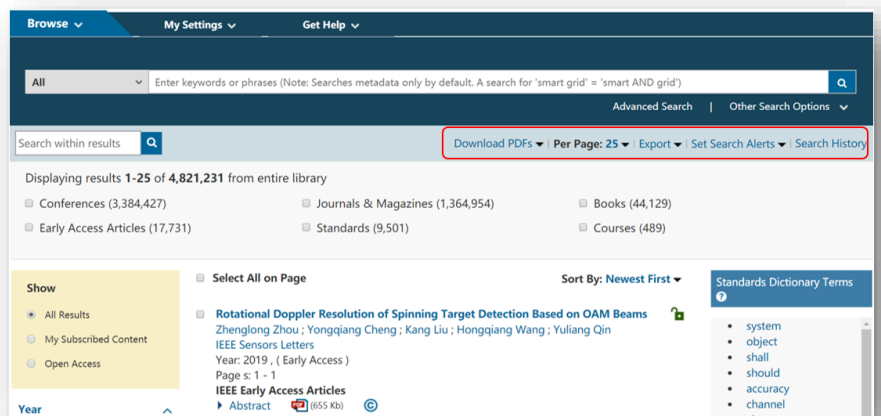 Browse My Settings Get Help
All Enter keywords or phrases (Note: Searches metadata only by default. A search for 'smart grid' = 'smart AND grid')
Advanced Search | Other Search Options
Search within results Download PDFs | Per Page: 25 | Export | Set Search Alerts | Search History
Displaying results 1-25 of 4,821,231 from entire library
Conferences (3,384,427) Journals & Magazines (1,364,954) Books (44,129)
Early Access Articles (17,731) Standards (9,501) Courses (489)
Show
All Results
My Subscribed Content
Open Access
Year
Select All on Page Sort By: Newest First
Rotational Doppler Resolution of Spinning Target Detection Based on OAM Beams
Zhenglong Zhou ; Yongqiang Cheng ; Kang Liu ; Hongqiang Wang ; Yuliang Qin
IEEE Sensors Letters
Year: 2019 , ( Early Access )
Page s: 1 - 1
IEEE Early Access Articles
Abstract PDF (655 Kb) ©
Standards Dictionary Terms
?
system
object
shall
should
accuracy
channel